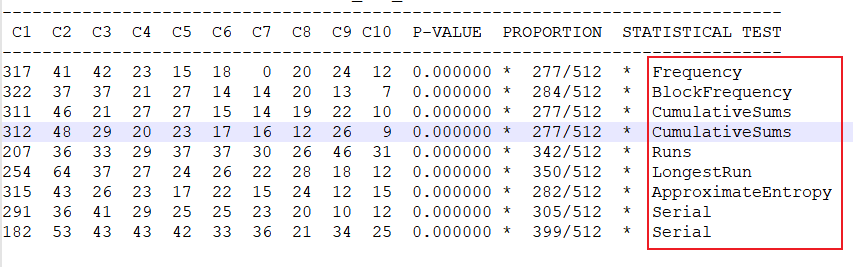 ------------------------------------------------------------------------------
 C1  C2  C3  C4  C5  C6  C7  C8  C9 C10  P-VALUE  PROPORTION  STATISTICAL TEST
------------------------------------------------------------------------------
317  41  42  23  15  18   0  20  24  12  0.000000 *  277/512  *  Frequency
322  37  37  21  27  14  14  20  13   7  0.000000 *  284/512  *  BlockFrequency
311  46  21  27  27  15  14  19  22  10  0.000000 *  277/512  *  CumulativeSums
312  48  29  20  23  17  16  12  26   9  0.000000 *  277/512  *  CumulativeSums
207  36  33  29  37  37  30  26  46  31  0.000000 *  342/512  *  Runs
254  64  37  27  24  26  22  28  18  12  0.000000 *  350/512  *  LongestRun
315  43  26  23  17  22  15  24  12  15  0.000000 *  282/512  *  ApproximateEntropy
291  36  41  29  25  25  23  20  10  12  0.000000 *  305/512  *  Serial
182  53  43  43  42  33  36  21  34  25  0.000000 *  399/512  *  Serial